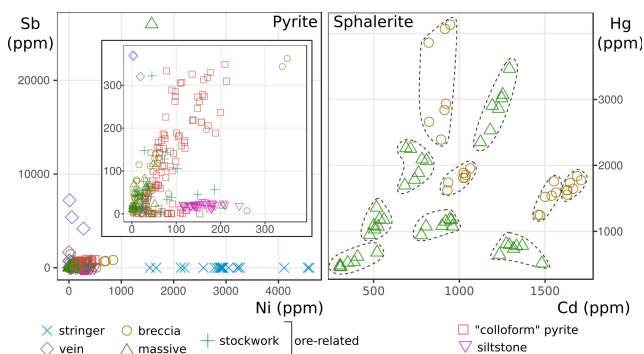 Sb
(ppm)
Pyrite
Sphalerite
Hg
(ppm)
20000
10000
0
300
200
100
0
0
100
200
300
3000
2000
1000
0
1000
2000
3000
4000
500
1000
1500
Ni (ppm)
Cd (ppm)
stringer
breccia
stockwork
ore-related
"colloform" pyrite
vein
massive
siltstone